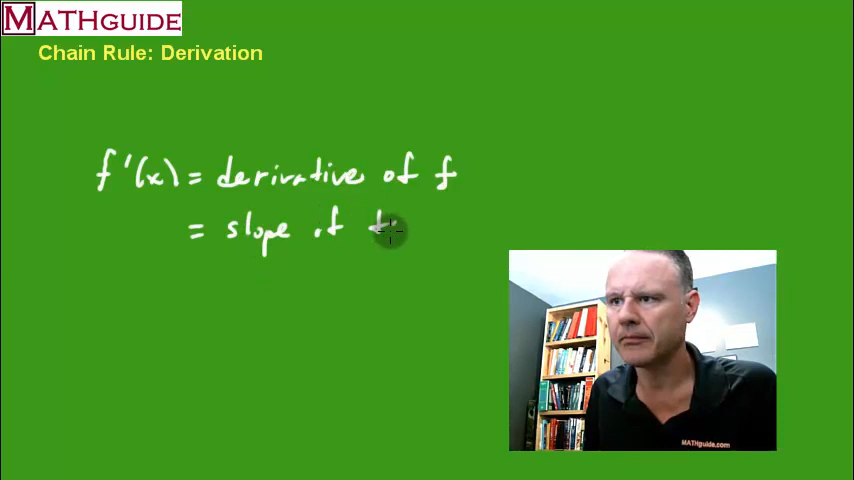 MATHGUIDE
Chain Rule: Derivation
f'(x) = derivative of f
= slope of
MATHguide.com